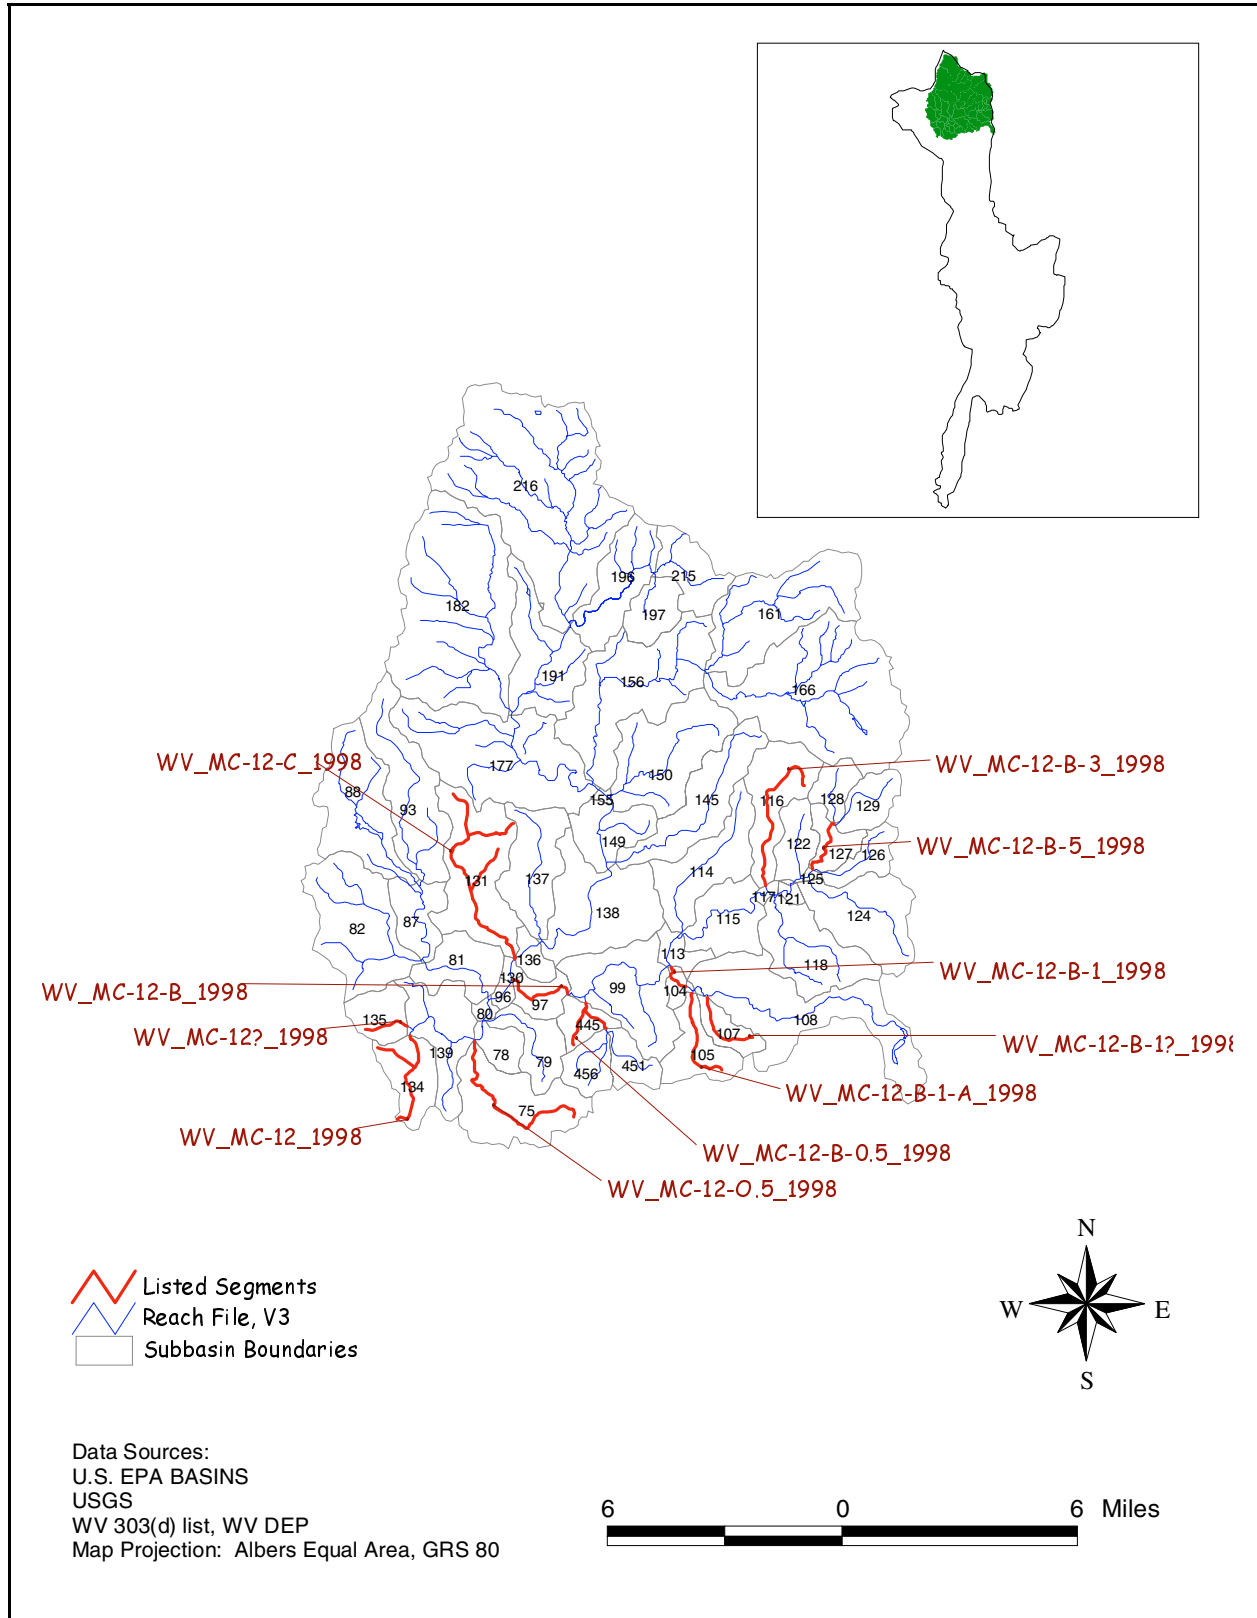 216
196
215
182
197
161
191
156
166
WV_MC-12-C_1998
177
150
WV_MC-12-B-3_1998
88
93
155
145
116
128
129
149
122
127
126
WV_MC-12-B-5_1998
131
137
114
125
117
121
82
87
138
115
124
81
136
113
118
130
WV_MC-12-B-1_1998
WV_MC-12-B_1998
96
97
99
104
80
135
445
108
WV_MC-12?_1998
107
WV_MC-12-B-1?_1998
139
78
79
456
451
105
134
75
WV_MC-12-B-1-A_1998
WV_MC-12_1998
WV_MC-12-B-0.5_1998
WV_MC-12-0.5_1998
N
W
E
S
Listed Segments
Reach File, V3
Subbasin Boundaries
Data Sources:
U.S. EPA BASINS
USGS
WV 303(d) list, WV DEP
Map Projection: Albers Equal Area, GRS 80
6 0 6 Miles